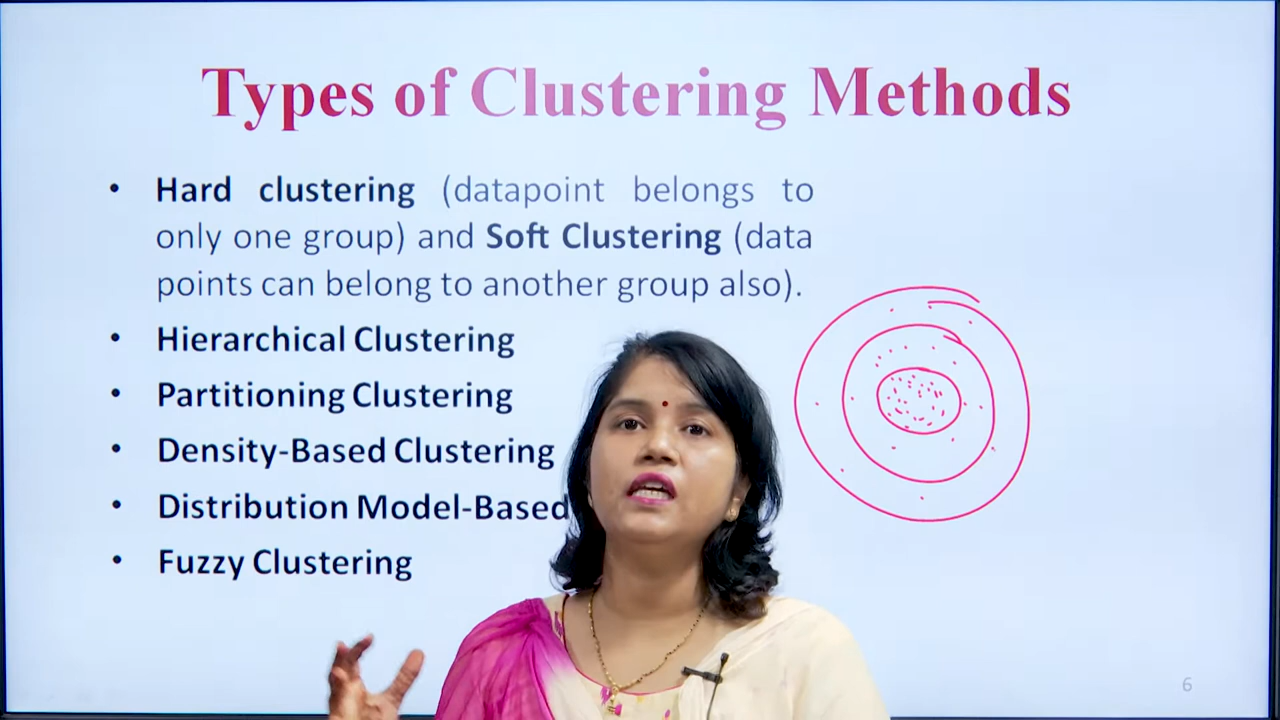 Types of Clustering Methods
• Hard clustering (datapoint belongs to
only one group) and Soft Clustering (data
points can belong to another group also).
• Hierarchical Clustering
• Partitioning Clustering
• Density-Based Clustering
• Distribution Model-Based
• Fuzzy Clustering
6